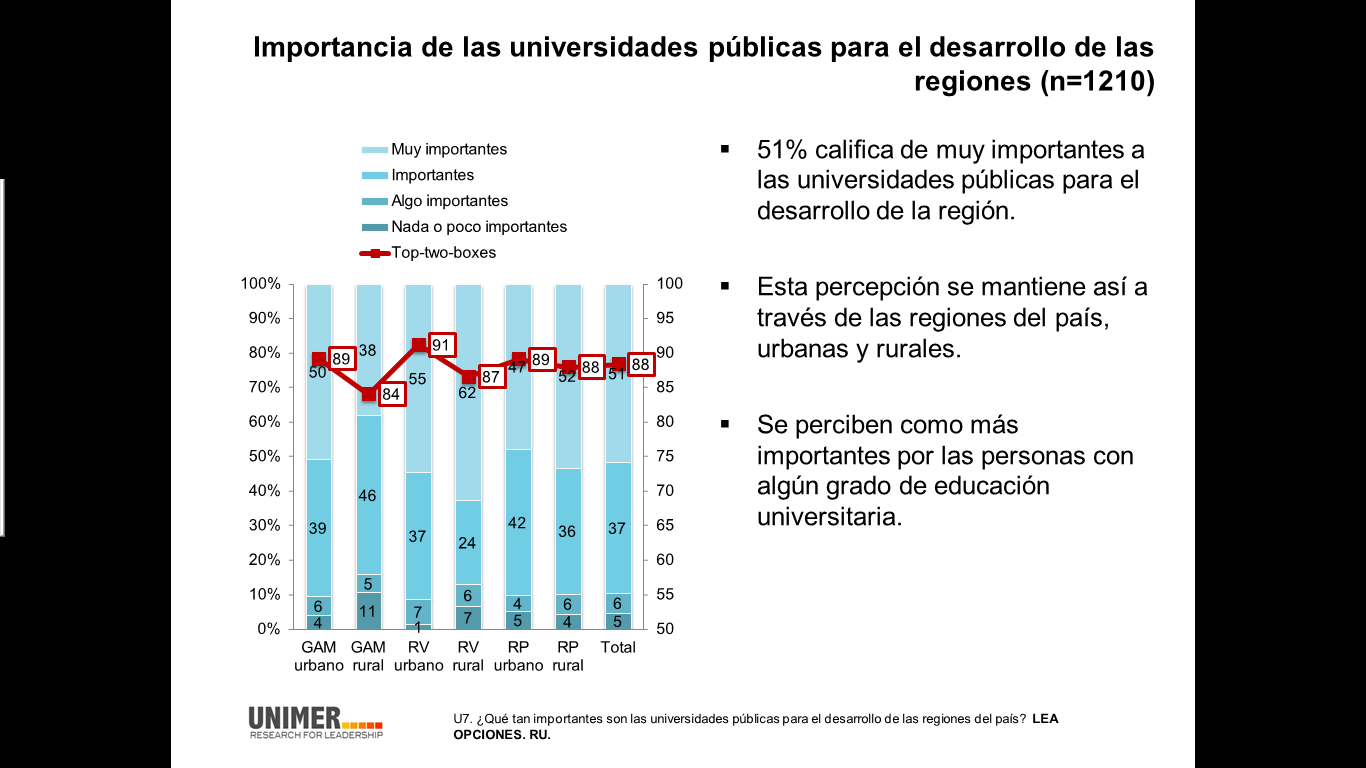 Importancia de las universidades públicas para el desarrollo de las
regiones (n=1210)
Muy importantes
Importantes
Algo importantes
Nada o poco importantes
Top-two-boxes
100%
90%
80%
70%
60%
50%
40%
30%
20%
10%
0%
100
95
90
85
80
75
70
65
60
55
50
89
84
91
87
89
88
88
50
38
55
62
47
52
51
39
46
37
24
42
36
37
6
5
7
6
4
6
6
4
11
1
7
5
4
5
GAM
urbano
GAM
rural
RV
urbano
RV
rural
RP
urbano
RP
rural
Total
▪ 51% califica de muy importantes a
las universidades públicas para el
desarrollo de la región.
▪ Esta percepción se mantiene así a
través de las regiones del país,
urbanas y rurales.
▪ Se perciben como más
importantes por las personas con
algún grado de educación
universitaria.
UNIMER
RESEARCH FOR LEADERSHIP
U7. ¿Qué tan importantes son las universidades públicas para el desarrollo de las regiones del país? LEA
OPCIONES. RU.